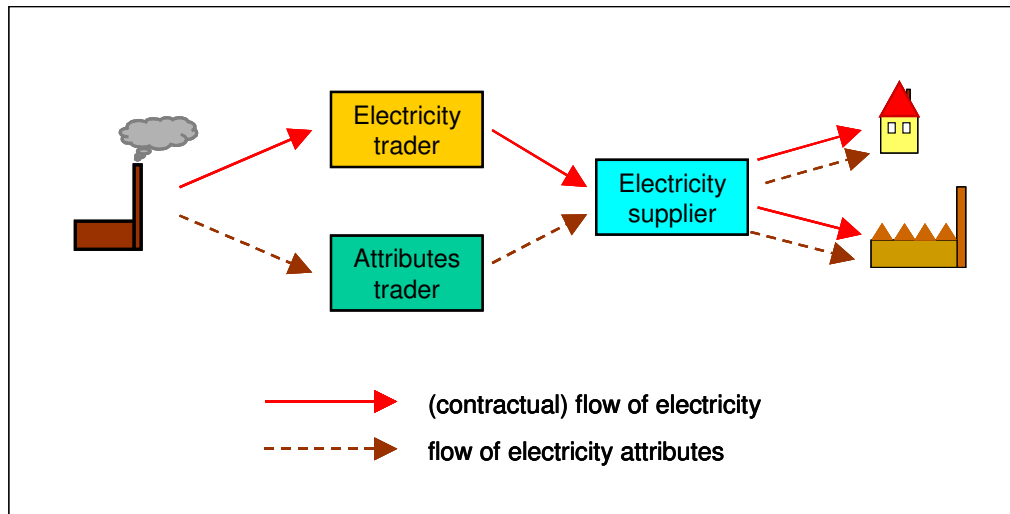 Electricity
trader
Electricity
supplier
Attributes
trader
(contractual) flow of electricity
flow of electricity attributes